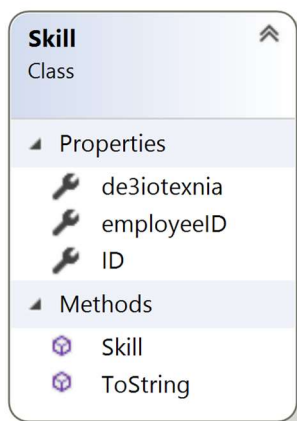 Skill
Class
Properties
de3iotexnia
employeeID
ID
Methods
Skill
ToString